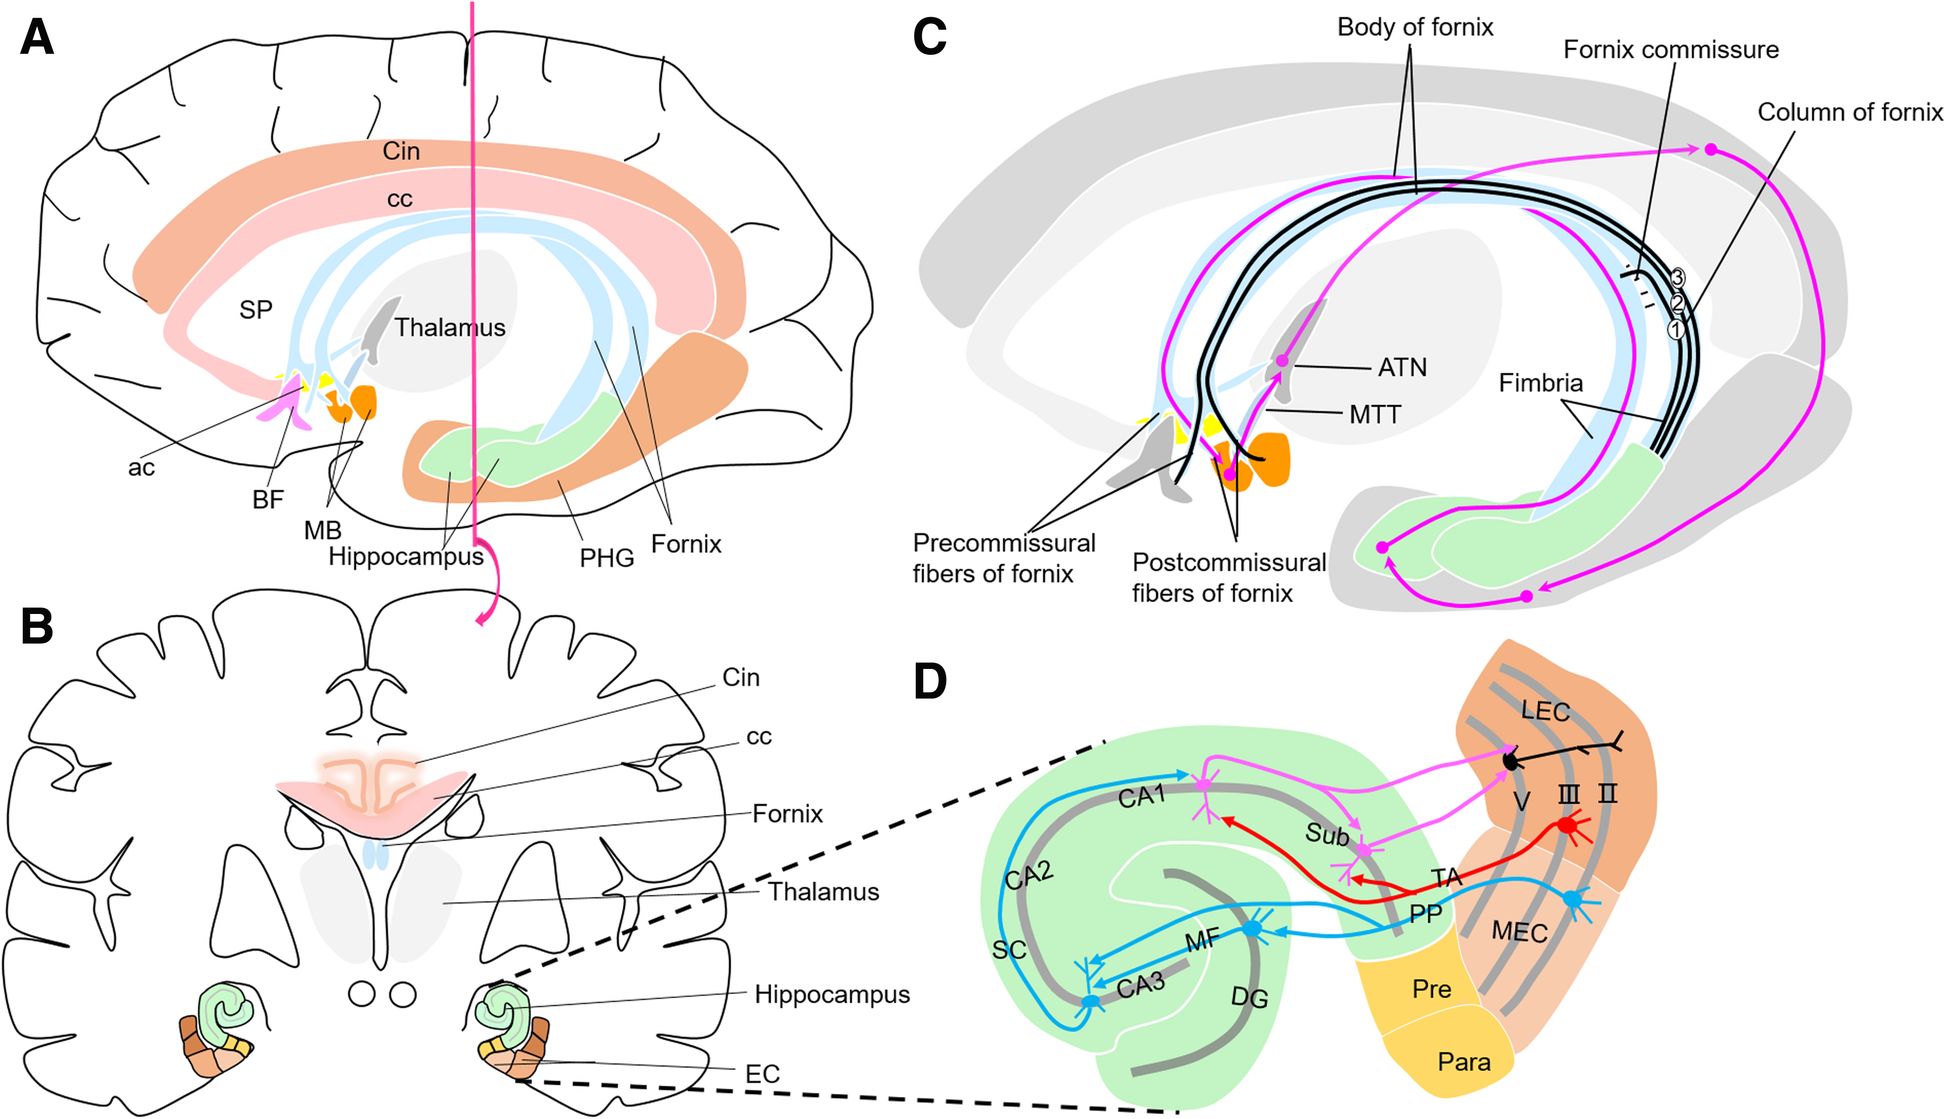 A
Cin
cc
SP
Thalamus
ac
BF
MB
Hippocampus
PHG
Fornix
B
Cin
cc
Fornix
Thalamus
Hippocampus
EC
C
Body of fornix
Fornix commissure
Column of fornix
3
2
1
ATN
MTT
Fimbria
Precommissural
fibers of fornix
Postcommissural
fibers of fornix
D
LEC
V
III
II
CA1
Sub
CA2
TA
PP
MEC
SC
MF
CA3
DG
Pre
Para